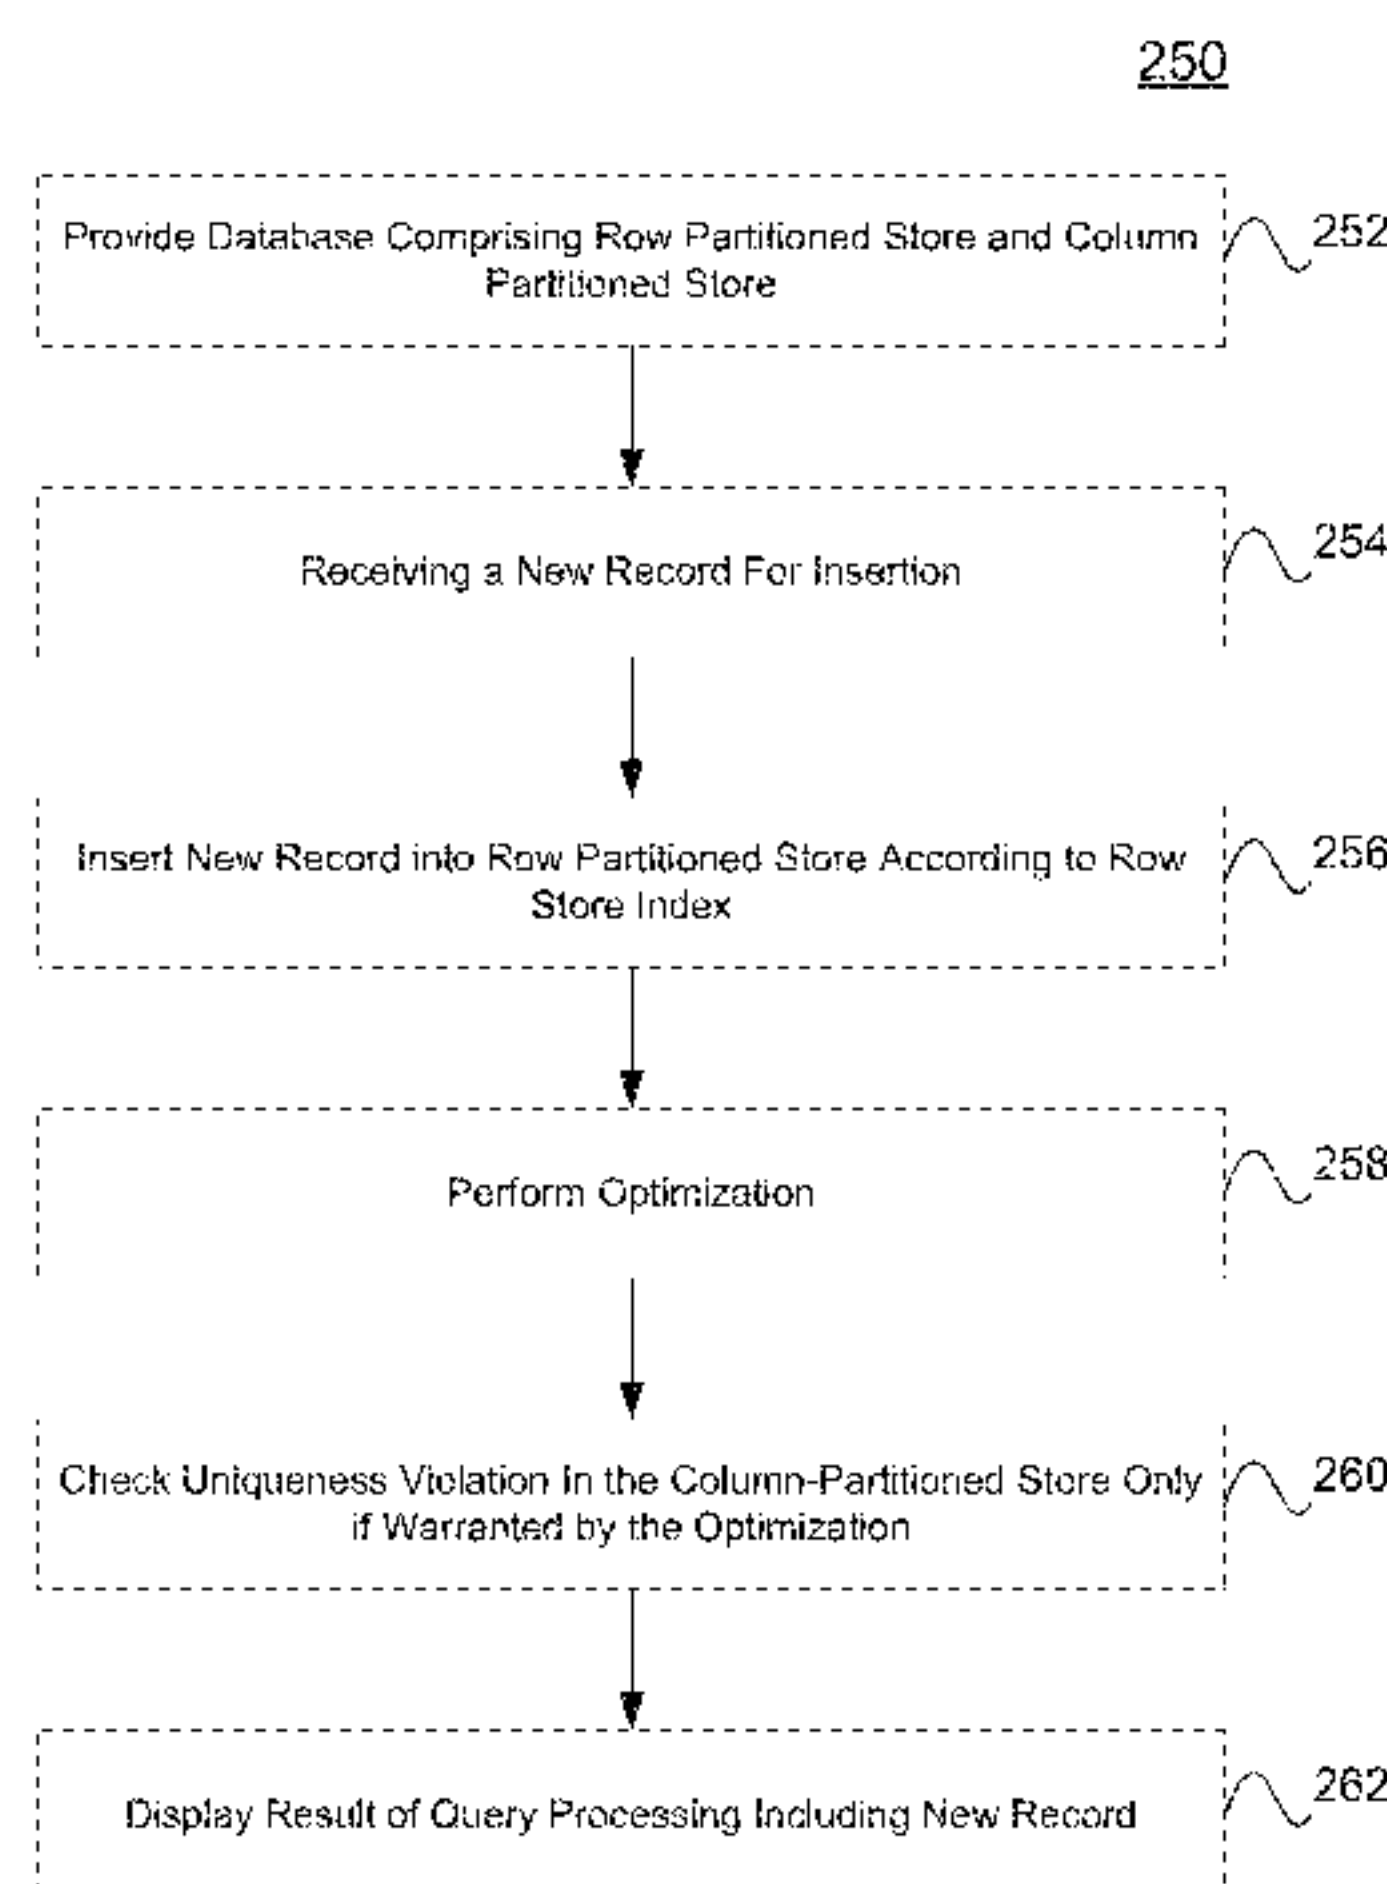 250
Provide Database Comprising Row Partitioned Store and Column
Partitioned Store
252
Receiving a New Record For Insertion
254
Insert New Record into Row Partitioned Store According to Row
Store Index
256
Perform Optimization
258
Check Uniqueness Violation in the Column-Partitioned Store Only
if Warranted by the Optimization
260
Display Result of Query Processing Including New Record
262